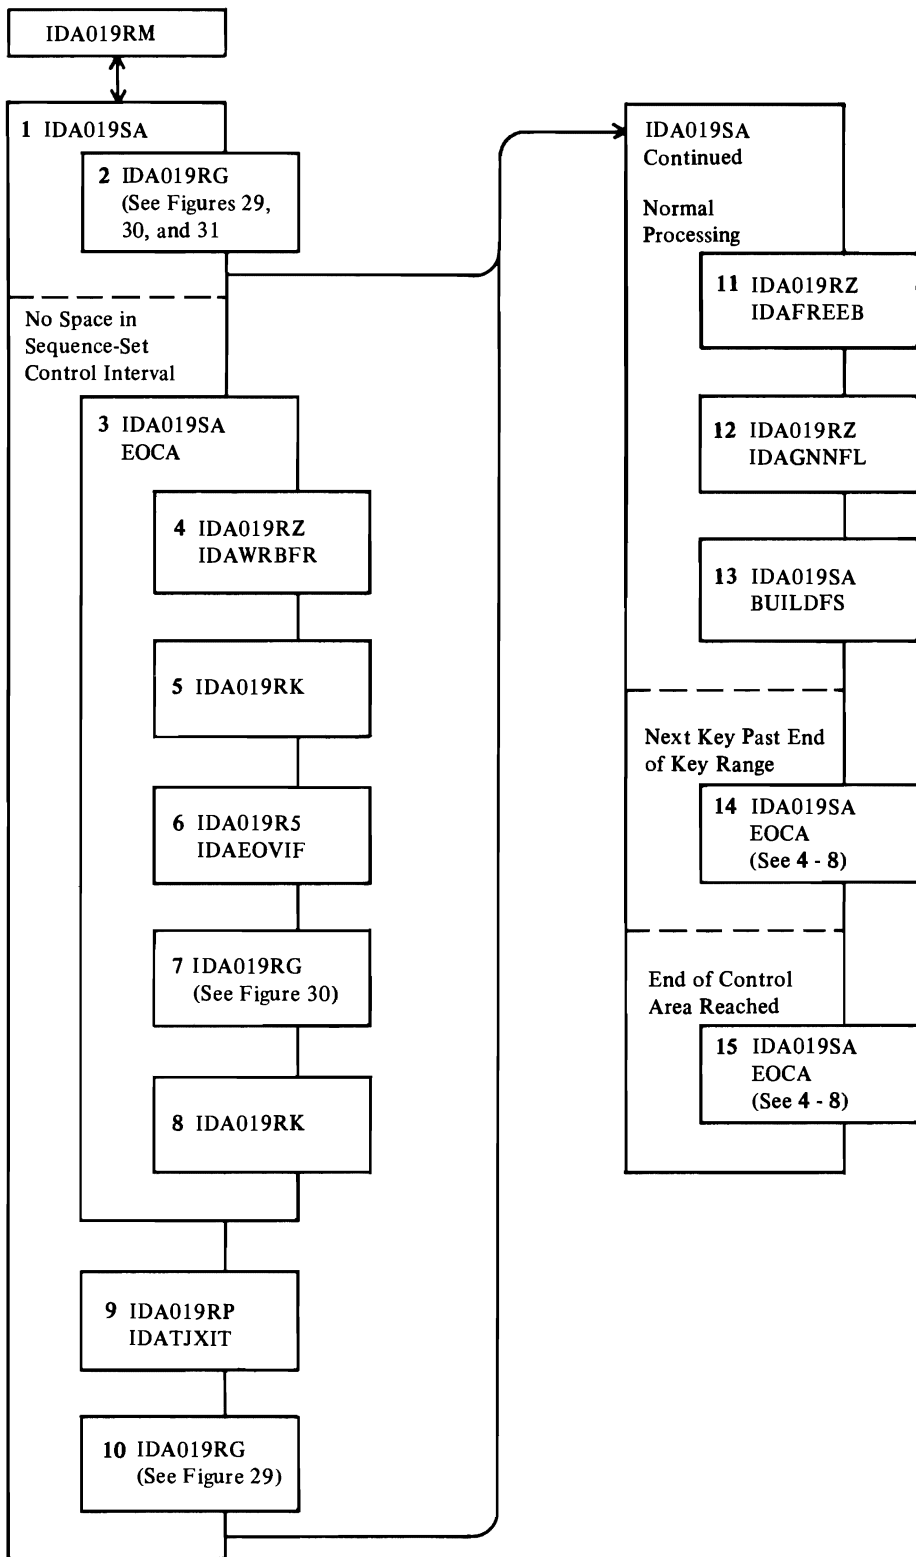 IDA019RM
1 IDA019SA
2 IDA019RG
(See Figures 29,
30, and 31
No Space in
Sequence-Set
Control Interval
3 IDA019SA
EOCA
4 IDA019RZ
IDAWRBFR
5 IDA019RK
6 IDA019R5
IDAEOVIF
7 IDA019RG
(See Figure 30)
8 IDA019RK
9 IDA019RP
IDATJXIT
10 IDA019RG
(See Figure 29)
IDA019SA
Continued
Normal
Processing
11 IDA019RZ
IDAFREEB
12 IDA019RZ
IDAGNNFL
13 IDA019SA
BUILDFS
Next Key Past End
of Key Range
14 IDA019SA
EOCA
(See 4 - 8)
End of Control
Area Reached
15 IDA019SA
EOCA
(See 4 - 8)